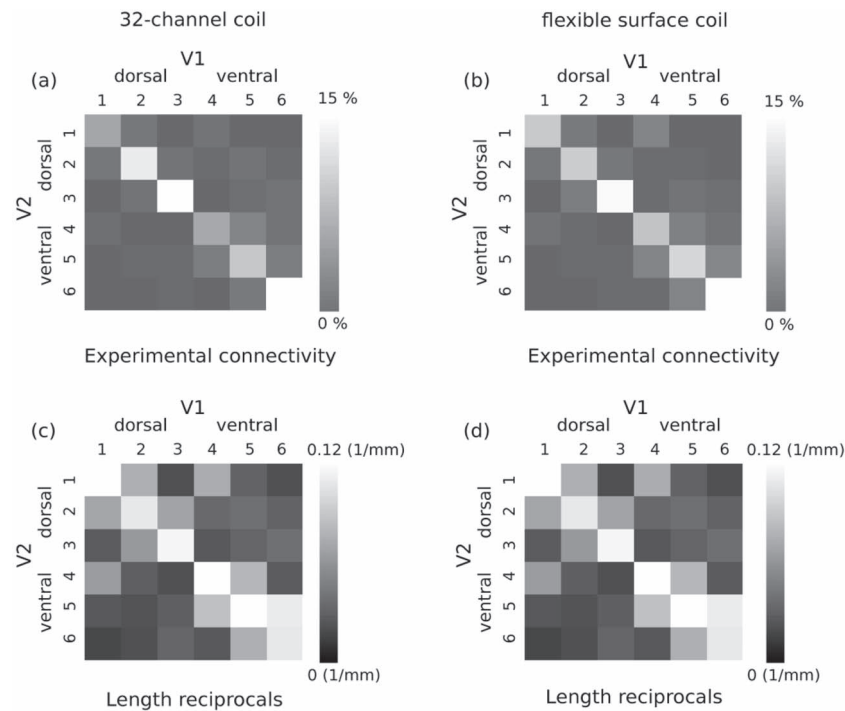 32-channel coil
flexible surface coil
(a)
V1
dorsal ventral
1 2 3 4 5 6
V2
dorsal
ventral
1
2
3
4
5
6
15 %
0 %
Experimental connectivity
(b)
V1
dorsal ventral
1 2 3 4 5 6
V2
dorsal
ventral
1
2
3
4
5
6
15 %
0 %
Experimental connectivity
(c)
V1
dorsal ventral
1 2 3 4 5 6
V2
dorsal
ventral
1
2
3
4
5
6
0.12 (1/mm)
0 (1/mm)
Length reciprocals
(d)
V1
dorsal ventral
1 2 3 4 5 6
V2
dorsal
ventral
1
2
3
4
5
6
0.12 (1/mm)
0 (1/mm)
Length reciprocals